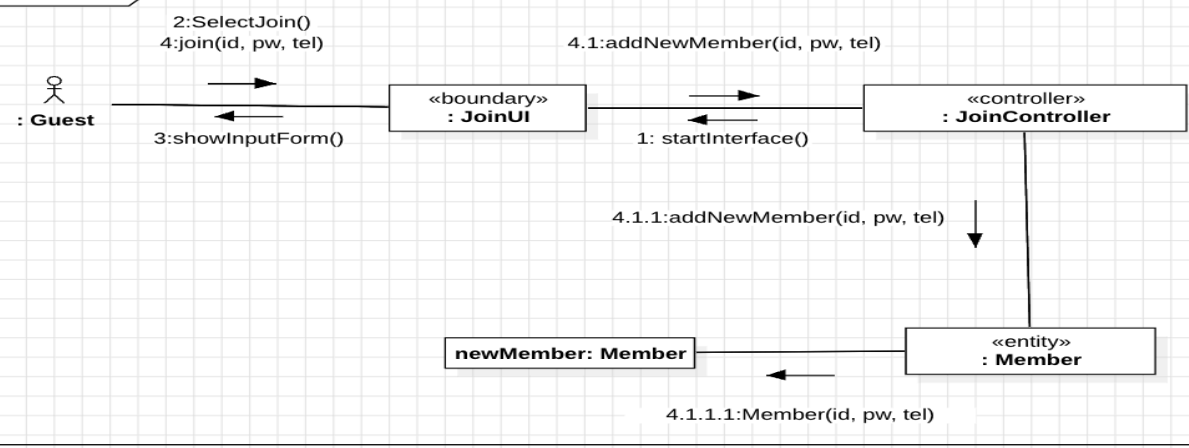 2:SelectJoin()
4:join(id, pw, tel)
4.1:addNewMember(id, pw, tel)
«boundary»
: JoinUI
«controller»
: JoinController
: Guest
3:showInputForm()
1: startInterface()
4.1.1:addNewMember(id, pw, tel)
«entity»
: Member
newMember: Member
4.1.1.1:Member(id, pw, tel)